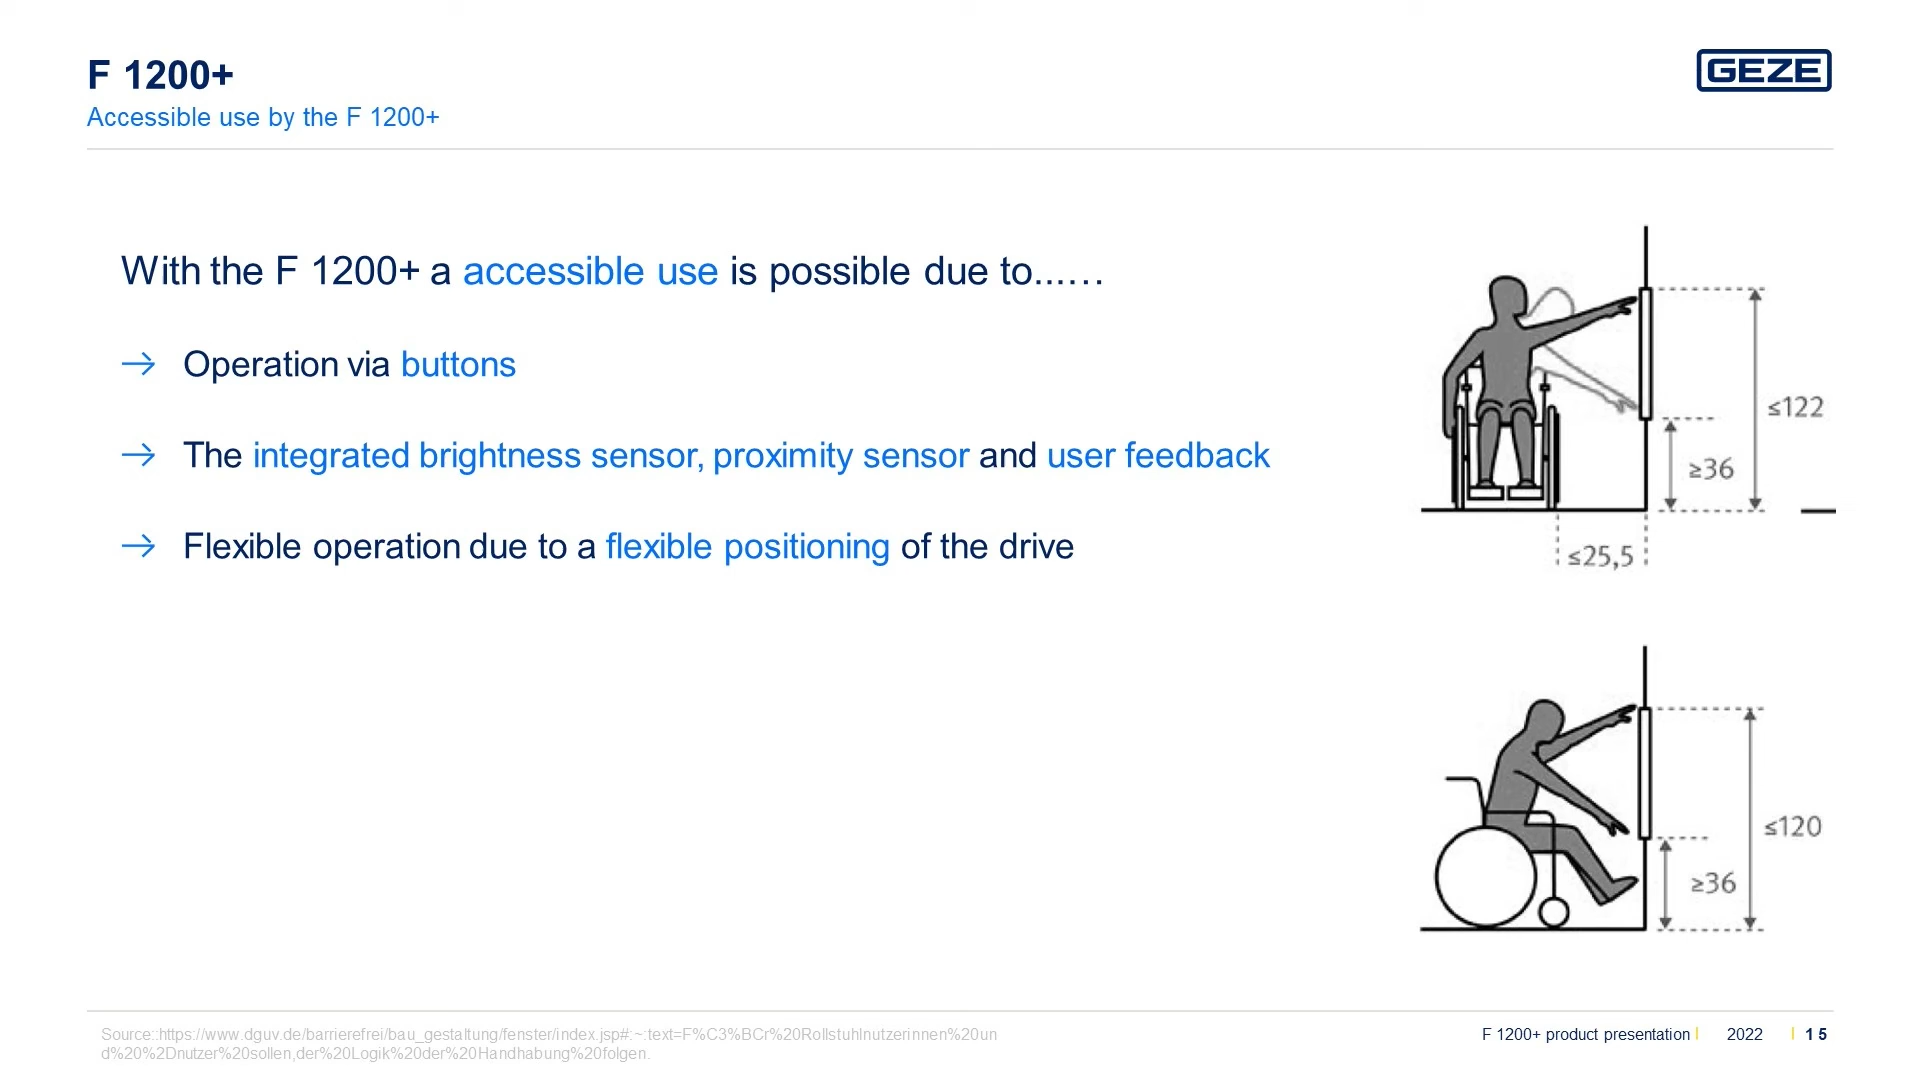 F 1200+
GEZE
Accessible use by the F 1200+
With the F 1200+ a accessible use is possible due to...…
→ Operation via buttons
→ The integrated brightness sensor, proximity sensor and user feedback
→ Flexible operation due to a flexible positioning of the drive
≤122
≥36
≤25,5
≤120
≥36
Source::https://www.dguv.de/barrierefrei/bau_gestaltung/fenster/index.jsp#:~:text=F%C3%BCr%20Rollstuhlnutzerinnen%20un
d%20%2Dnutzer%20sollen,der%20Logik%20der%20Handhabung%20folgen.
F 1200+ product presentation | 2022 | 15